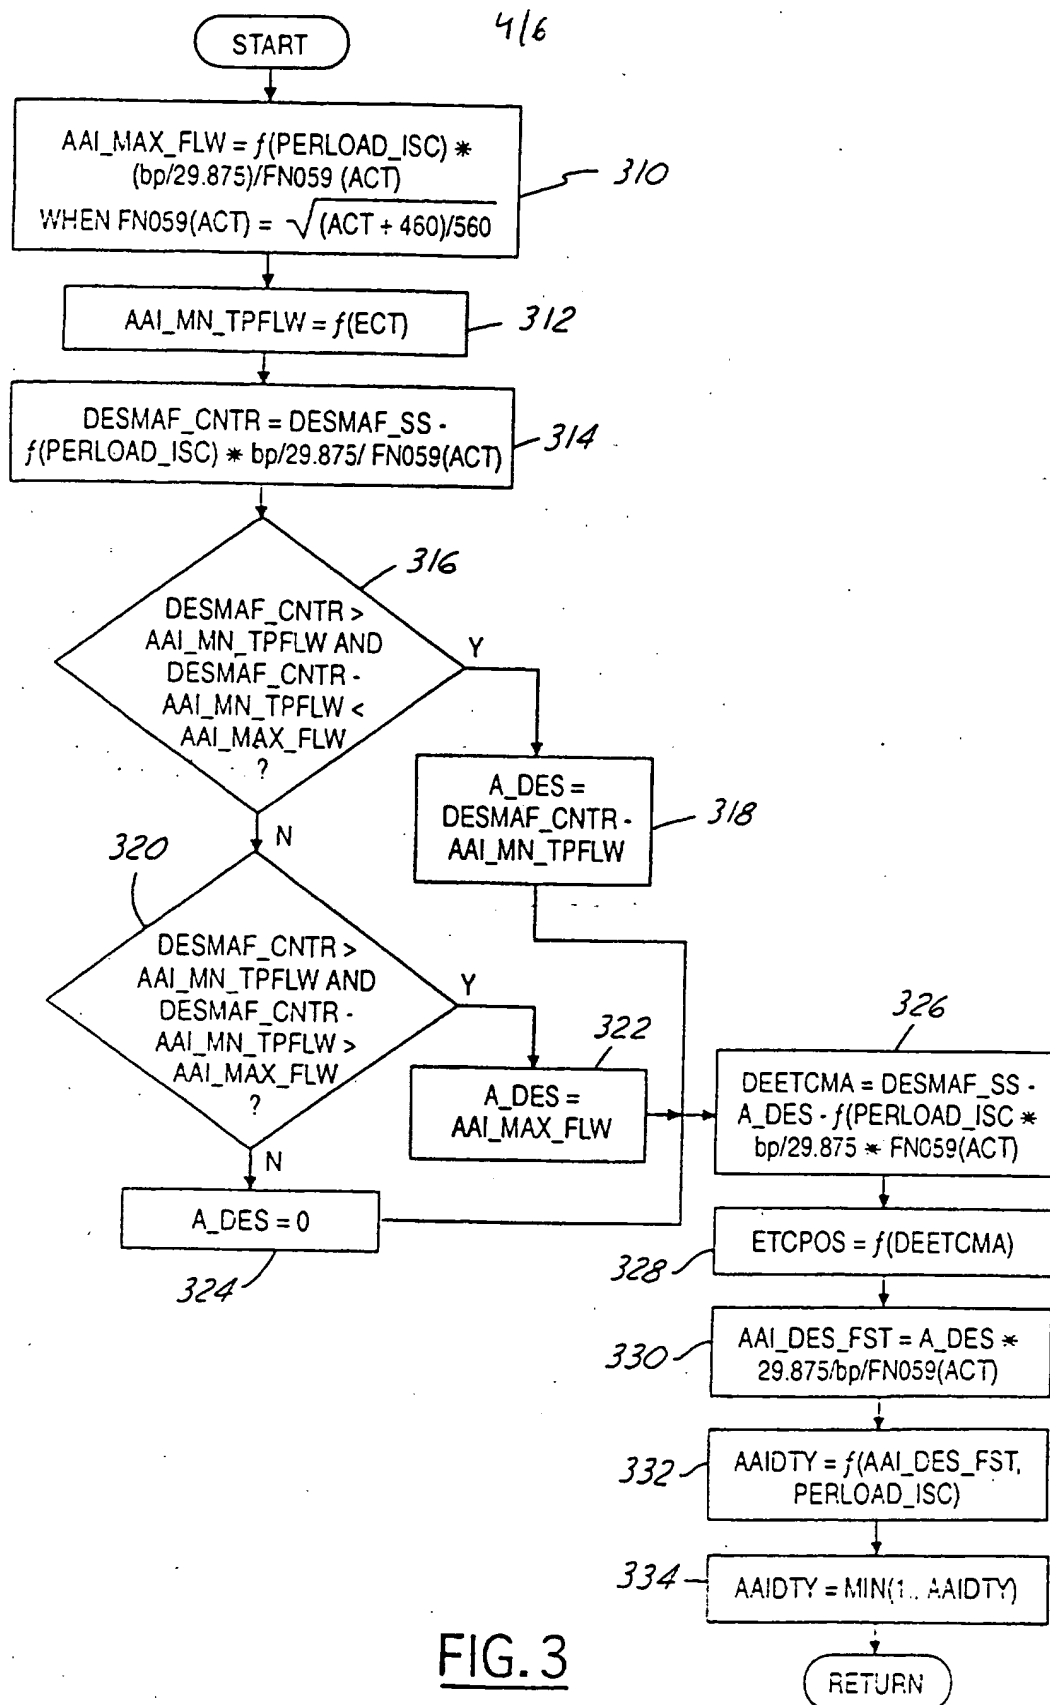 4/6
START
AAI_MAX_FLW = f(PERLOAD_ISC) *
(bp/29.875)/FN059 (ACT)
WHEN FN059(ACT) = √(ACT + 460)/560
310
AAI_MN_TPFLW = f(ECT)
312
DESMAF_CNTR = DESMAF_SS -
f(PERLOAD_ISC) * bp/29.875/ FN059(ACT)
314
316
DESMAF_CNTR >
AAI_MN_TPFLW AND
DESMAF_CNTR -
AAI_MN_TPFLW <
AAI_MAX_FLW
?
Y
N
A_DES =
DESMAF_CNTR -
AAI_MN_TPFLW
318
320
DESMAF_CNTR >
AAI_MN_TPFLW AND
DESMAF_CNTR -
AAI_MN_TPFLW >
AAI_MAX_FLW
?
Y
N
322
A_DES =
AAI_MAX_FLW
A_DES = 0
324
326
DEETCMA = DESMAF_SS -
A_DES - f(PERLOAD_ISC *
bp/29.875 * FN059(ACT)
ETCPOS = f(DEETCMA)
328
AAI_DES_FST = A_DES *
29.875/bp/FN059(ACT)
330
AAIDTY = f(AAI_DES_FST,
PERLOAD_ISC)
332
AAIDTY = MIN(1., AAIDTY)
334
RETURN
FIG. 3